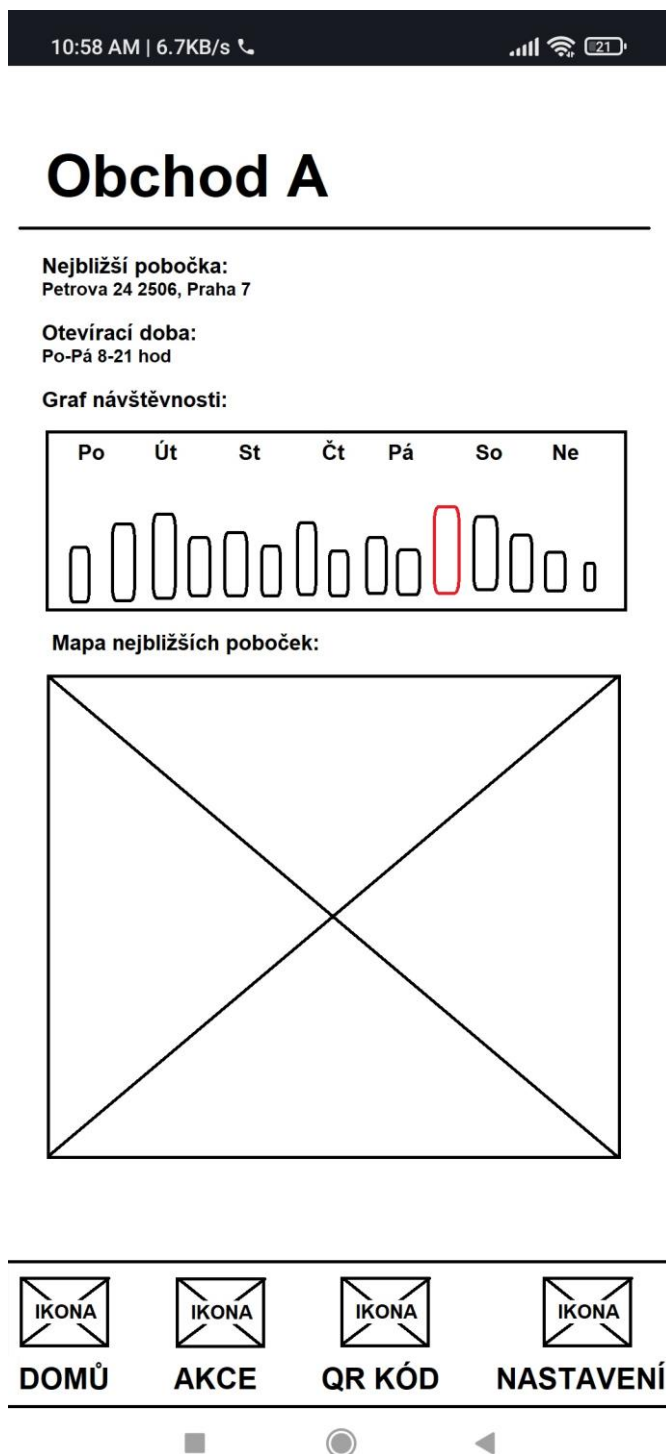 10:58 AM | 6.7KB/s 21
Obchod A
Nejbližší pobočka:
Petrova 24 2506, Praha 7
Otevírací doba:
Po-Pá 8-21 hod
Graf návštěvnosti:
Po Út St Čt Pá So Ne
Mapa nejbližších poboček:
IKONA IKONA IKONA IKONA
DOMŮ AKCE QR KÓD NASTAVENÍ